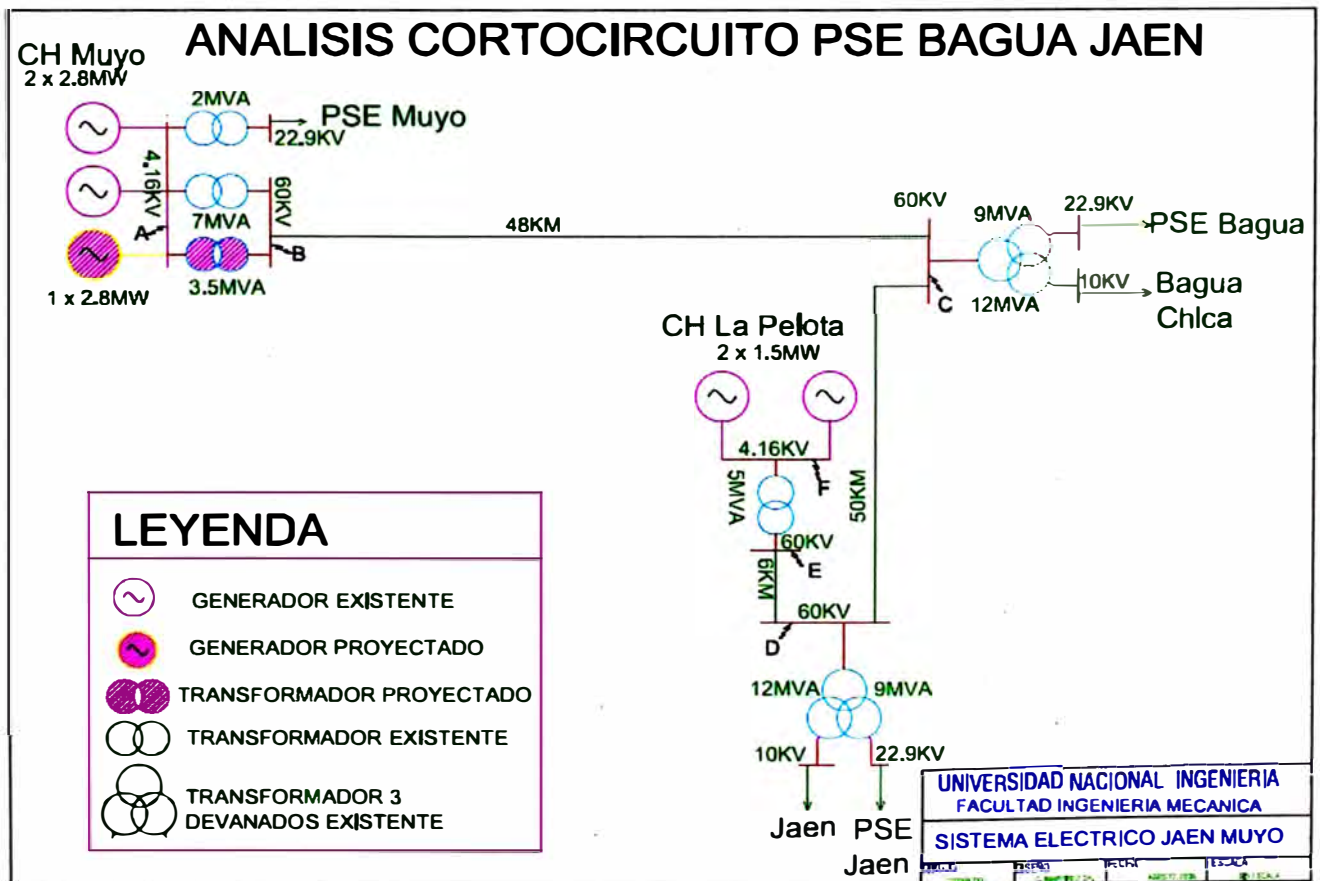 ANALISIS CORTOCIRCUITO PSE BAGUA JAEN
CH Muyo
2 x 2.8MW
2MVA
PSE Muyo
22.9KV
4.16KV
60KV
7MVA
A
B
3.5MVA
1 x 2.8MW
48KM
60KV
9MVA
22.9KV
PSE Bagua
10KV
Bagua
Chica
12MVA
C
CH La Pelota
2 x 1.5MW
4.16KV
F
5MVA
50KM
60KV
E
6KM
60KV
D
12MVA
9MVA
10KV
22.9KV
Jaen
PSE
Jaen
LEYENDA
GENERADOR EXISTENTE
GENERADOR PROYECTADO
TRANSFORMADOR PROYECTADO
TRANSFORMADOR EXISTENTE
TRANSFORMADOR 3
DEVANADOS EXISTENTE
UNIVERSIDAD NACIONAL INGENIERIA
FACULTAD INGENIERIA MECANICA
SISTEMA ELECTRICO JAEN MUYO